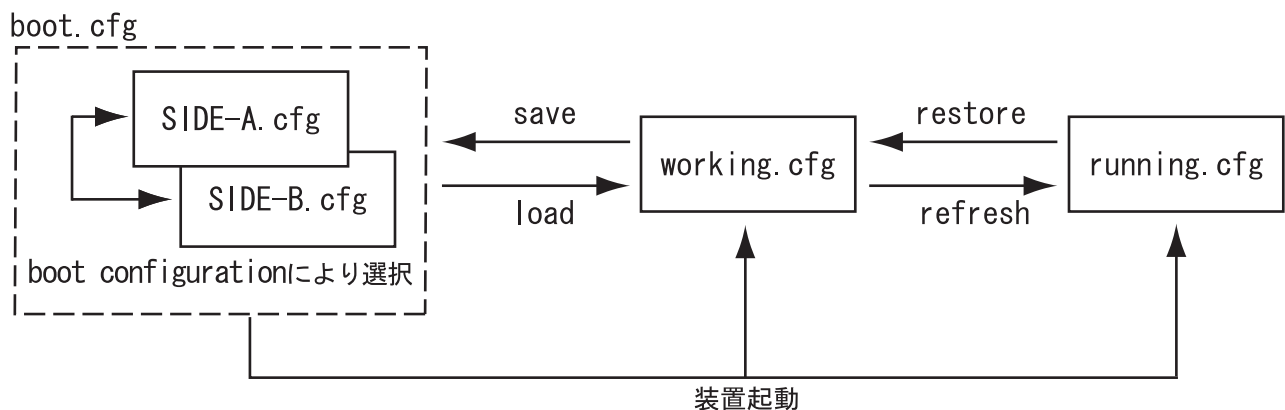 boot.cfg
SIDE-A.cfg
SIDE-B.cfg
boot configurationにより選択
save
load
working.cfg
restore
refresh
running.cfg
装置起動